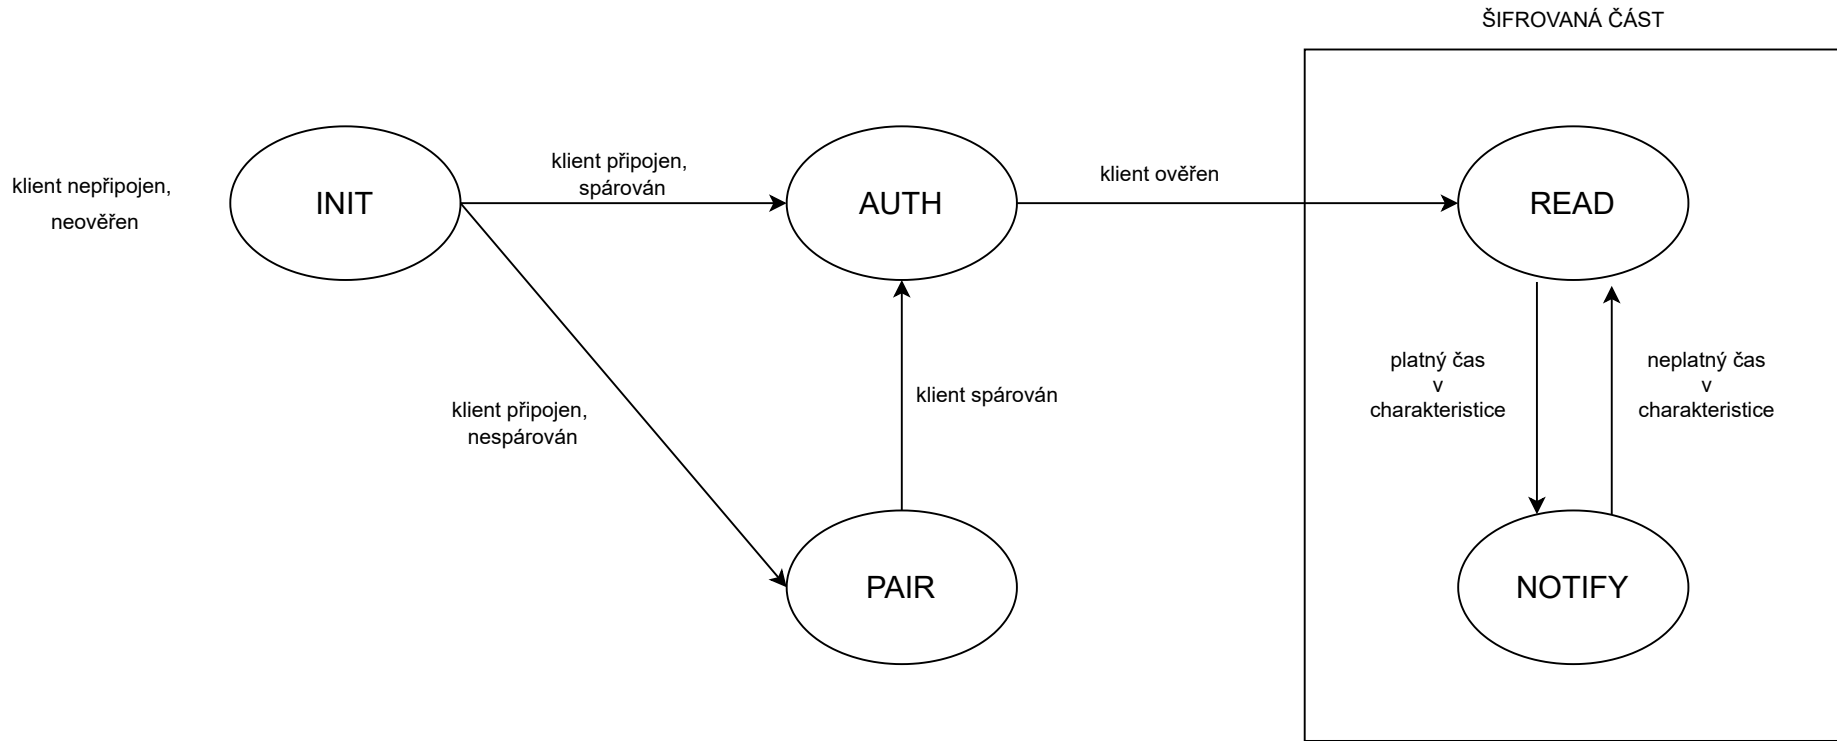 ŠIFROVANÁ ČÁST
klient nepřipojen,
neověřen
INIT
klient připojen,
spárován
AUTH
klient ověřen
READ
klient připojen,
nespárován
klient spárován
platný čas
v
charakteristice
neplatný čas
v
charakteristice
PAIR
NOTIFY